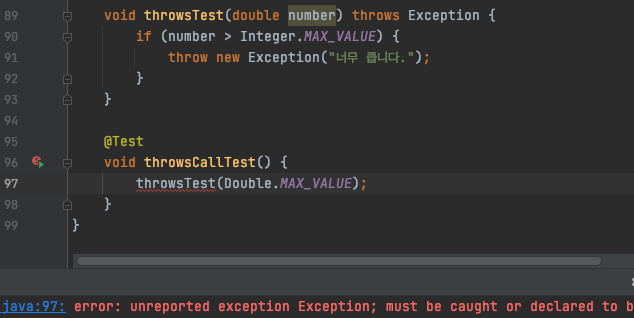 89 void throwsTest(double number) throws Exception {
90 if (number > Integer.MAX_VALUE) {
91 throw new Exception("너무 큽니다.");
92 }
93 }
94
95 @Test
96 void throwsCallTest() {
97 throwsTest(Double.MAX_VALUE);
98 }
99 }
java:97: error: unreported exception Exception; must be caught or declared to b